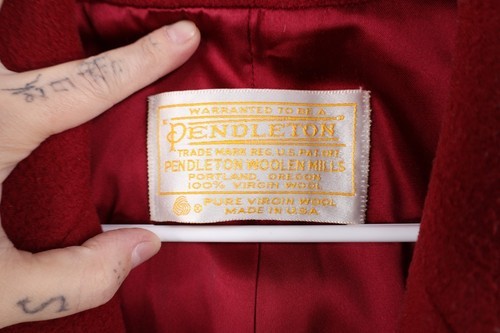 WARRANTED TO BE A
"PENDLETON"
TRADE MARK REG. U.S. PAT. OFF.
PENDLETON WOOLEN MILLS
PORTLAND, OREGON
100% VIRGIN WOOL
® PURE VIRGIN WOOL
MADE IN U.S.A.